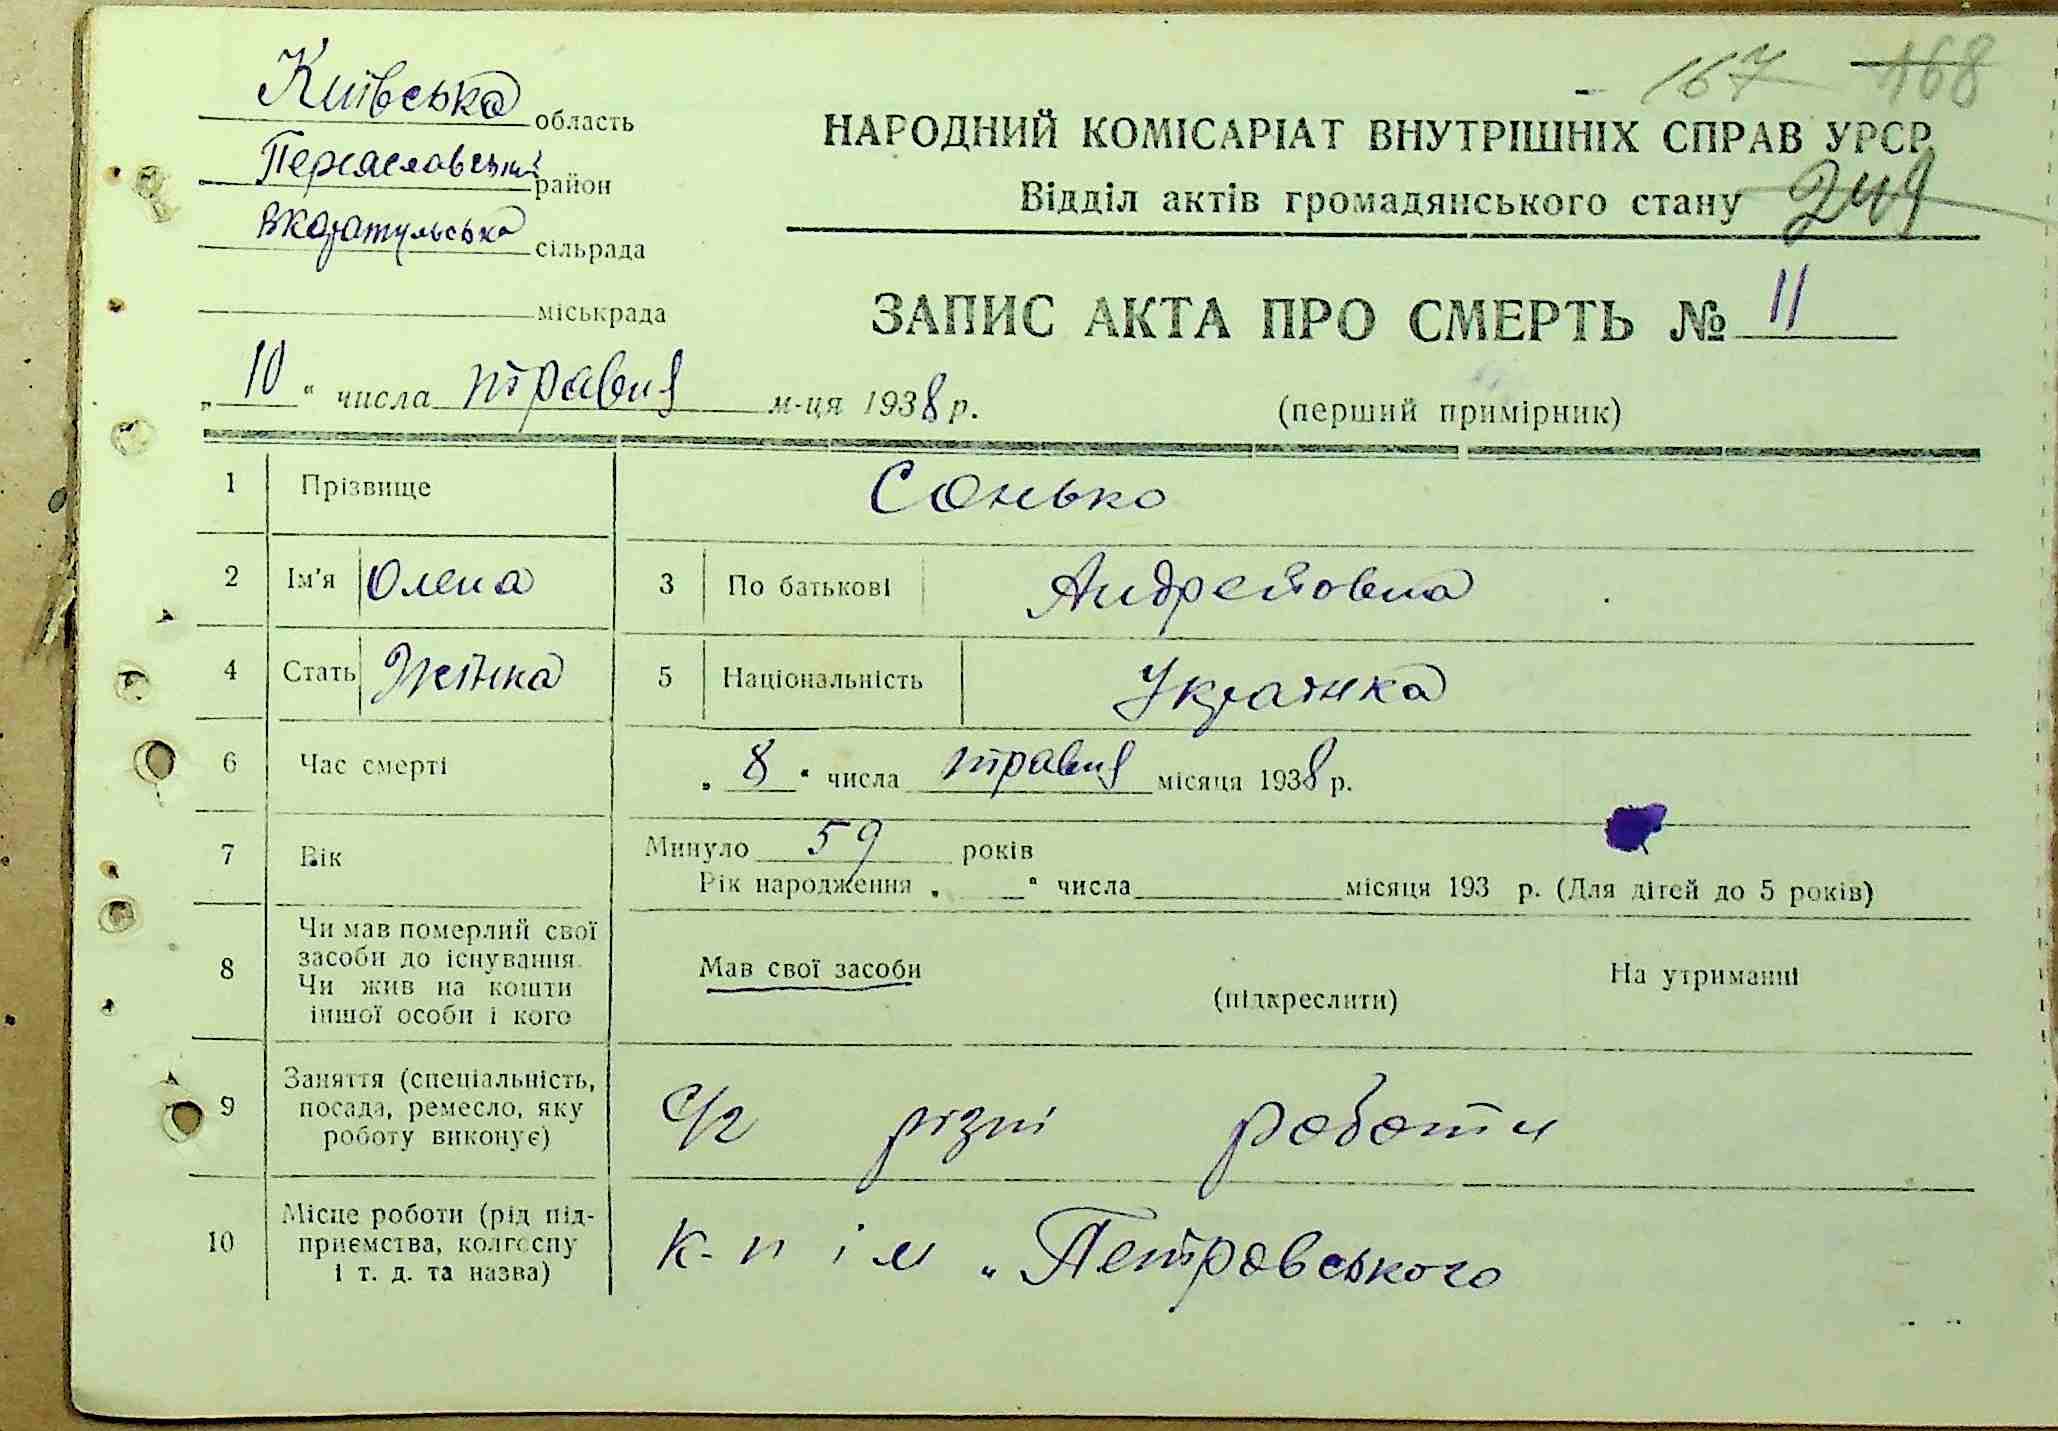 167 168
Київська область
НАРОДНИЙ КОМІСАРІАТ ВНУТРІШНІХ СПРАВ УРСР
Переяславський район
Відділ актів громадянського стану 249
Вкаратульська сільрада
міськрада
ЗАПИС АКТА ПРО СМЕРТЬ № 11
„10“ числа травня м-ця 1938 р.
(перший примірник)
1 Прізвище Сонько
2 Ім'я Олена 3 По батькові Андреївовна
4 Стать Жінка 5 Національність Українка
6 Час смерті „8“ числа травня місяця 1938 р.
7 Вік Минуло 59 років
Рік народження „ “ числа місяця 193 р. (Для дітей до 5 років)
8 Чи мав померлий свої
засоби до існування.
Чи жив на кошти
іншої особи і кого
Мав свої засоби
(підкреслити)
На утриманні
9 Заняття (спеціальність,
посада, ремесло, яку
роботу виконує)
с/г різні роботи
10 Місце роботи (рід під-
приємства, колгоспу
і т. д. та назва)
к-п ім „Петровського